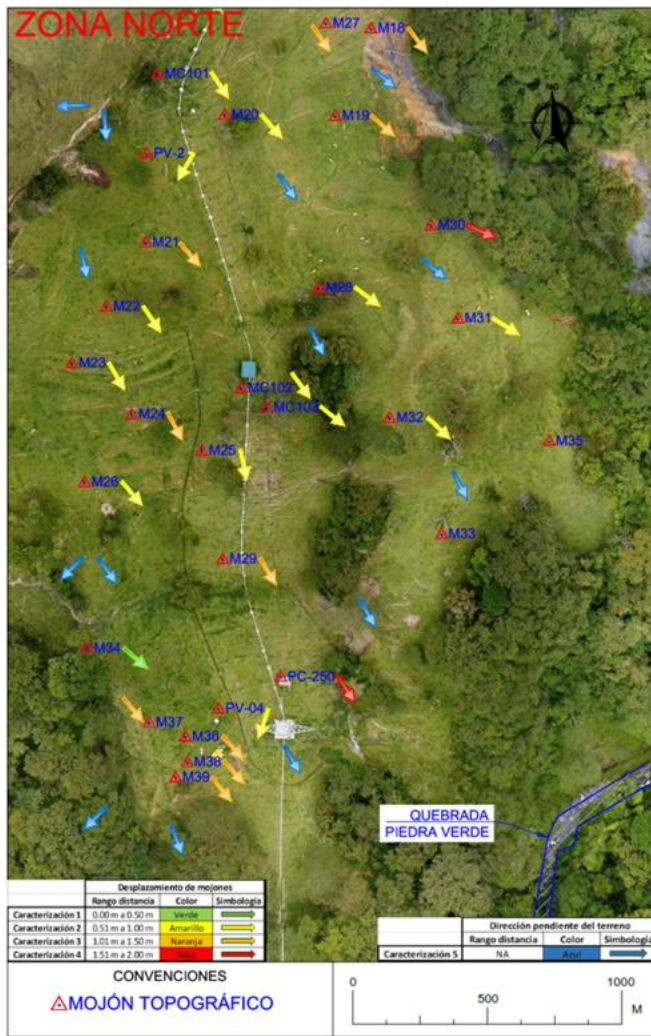 ZONA NORTE
M27
M18
MC101
M20
M19
PV-2
M30
M21
M28
M22
M31
M23
MC102
MC103
M24
M32
M25
M35
M26
M33
M29
M34
PC-250
PV-04
M37
M36
M38
M39
QUEBRADA
PIEDRA VERDE
Desplazamiento de mojones
Rango distancia Color Simbología
Caracterización 1 0.00 m a 0.50 m Verde
Caracterización 2 0.51 m a 1.00 m Amarillo
Caracterización 3 1.01 m a 1.50 m Naranja
Caracterización 4 1.51 m a 2.00 m Rojo
Dirección pendiente del terreno
Rango distancia Color Simbología
Caracterización 5 NA Azul
CONVENCIONES
MOJÓN TOPOGRÁFICO
0 500 1000
M